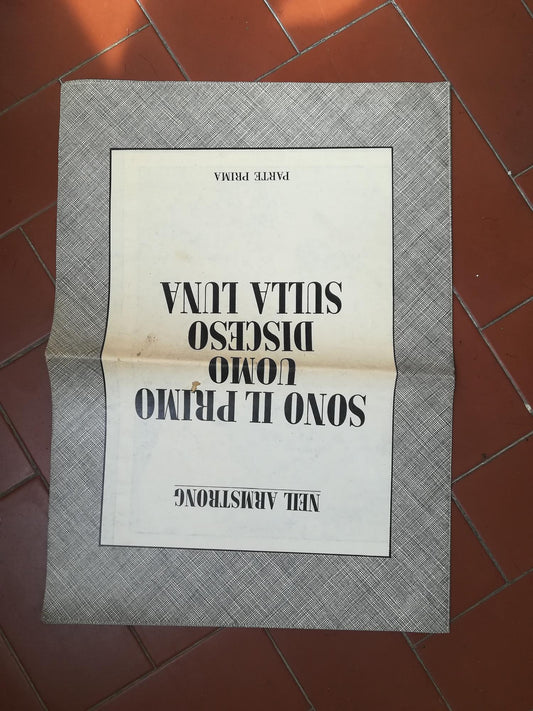 NEIL ARMSTRONG
SONO IL PRIMO
UOMO
DISCESO
SULLA LUNA
PARTE PRIMA